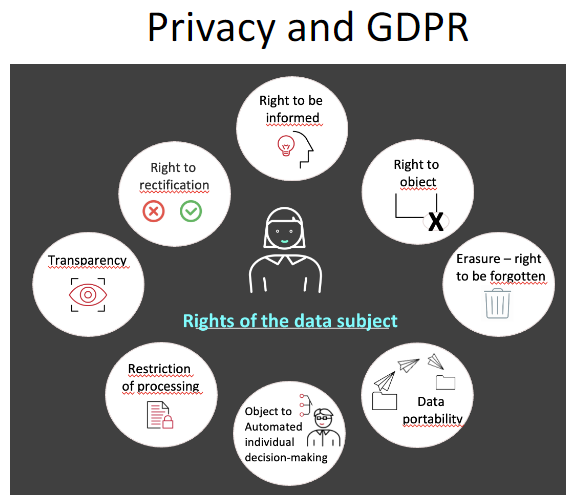 Privacy and GDPR
Right to be
informed
Right to
object
Erasure – right
to be forgotten
Data
portability
Object to
Automated
individual
decision-making
Restriction
of processing
Transparency
Right to
rectification
Rights of the data subject
X